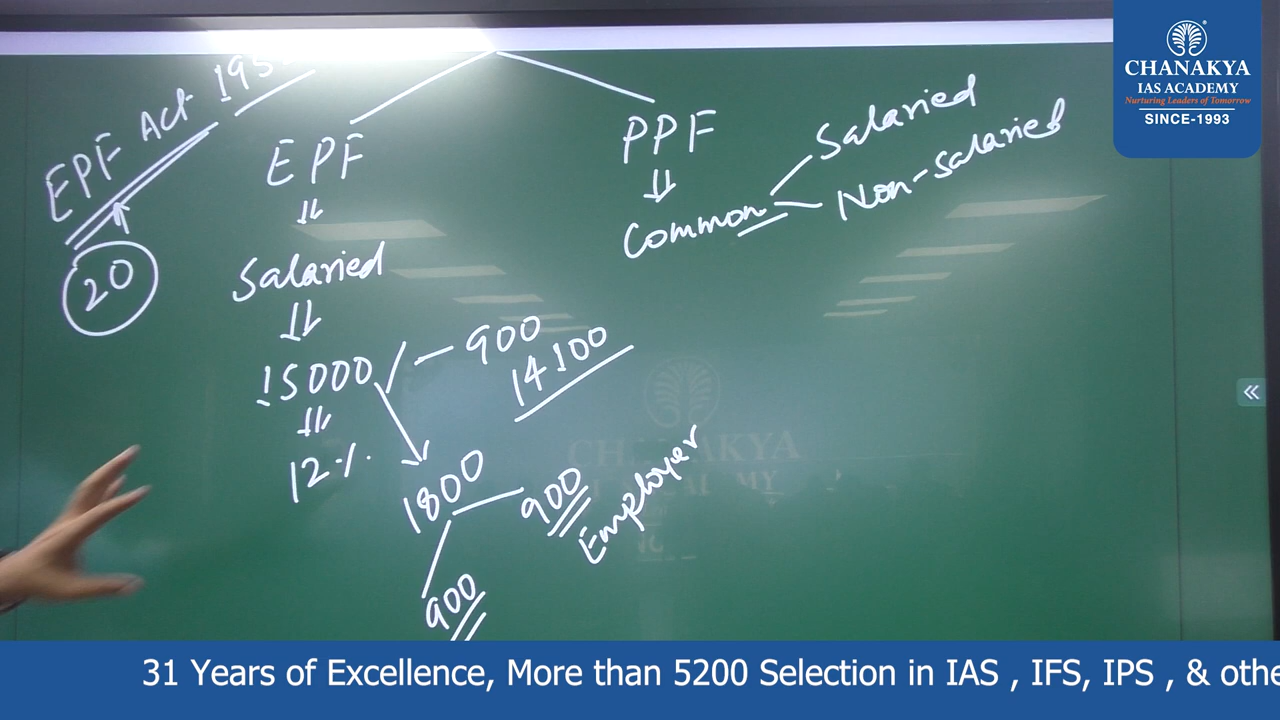 EPF Act 195
20
EPF
Salaried
15000
12%
- 900
14100
1800
900
900
Employer
PPF
Common
Salaried
Non-salaried
CHANAKYA
IAS ACADEMY
Nurturing Leaders of Tomorrow
SINCE-1993
CHANAKYA
31 Years of Excellence, More than 5200 Selection in IAS , IFS, IPS , & othe